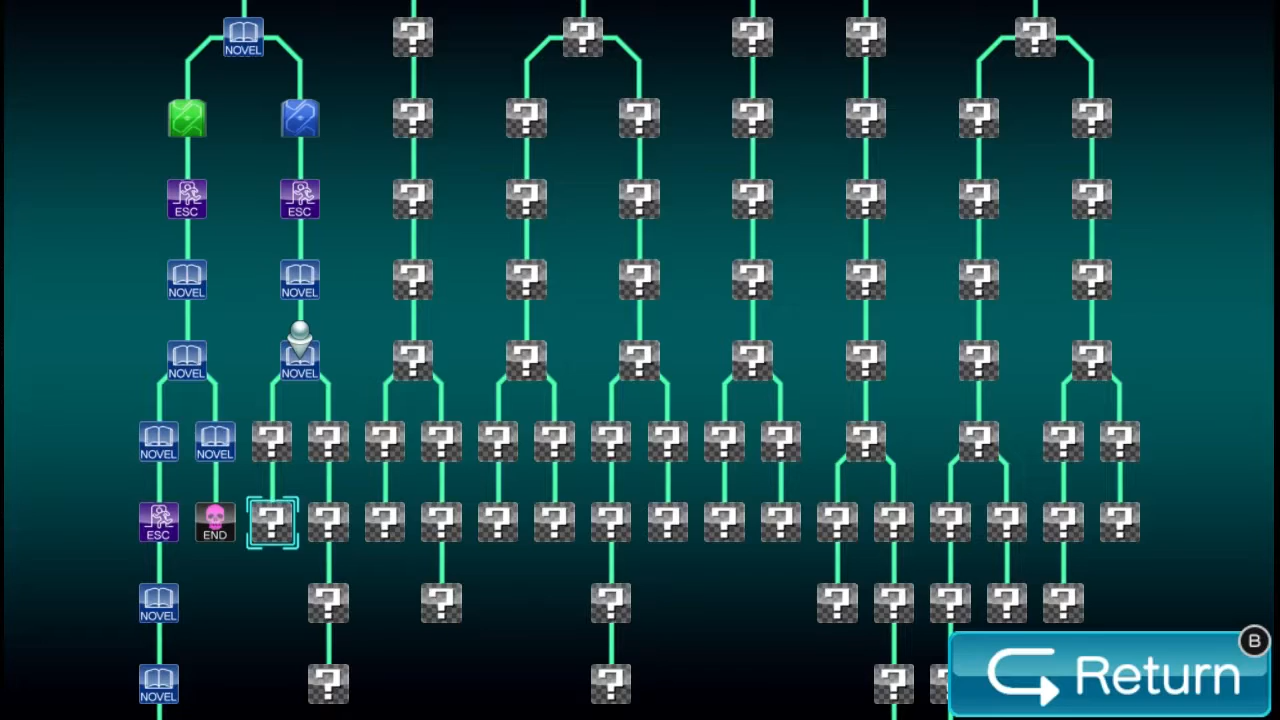 NOVEL ? ? ? ? ?
? ? ? ? ? ? ?
ESC ESC ? ? ? ? ? ? ?
NOVEL NOVEL ? ? ? ? ? ? ?
NOVEL NOVEL ? ? ? ? ? ? ?
NOVEL NOVEL ? ? ? ? ? ? ? ? ? ? ? ? ? ?
ESC END ? ? ? ? ? ? ? ? ? ? ? ? ? ? ? ?
NOVEL ? ? ? ? ? ? ? ?
B
NOVEL ? ? ? ? Return